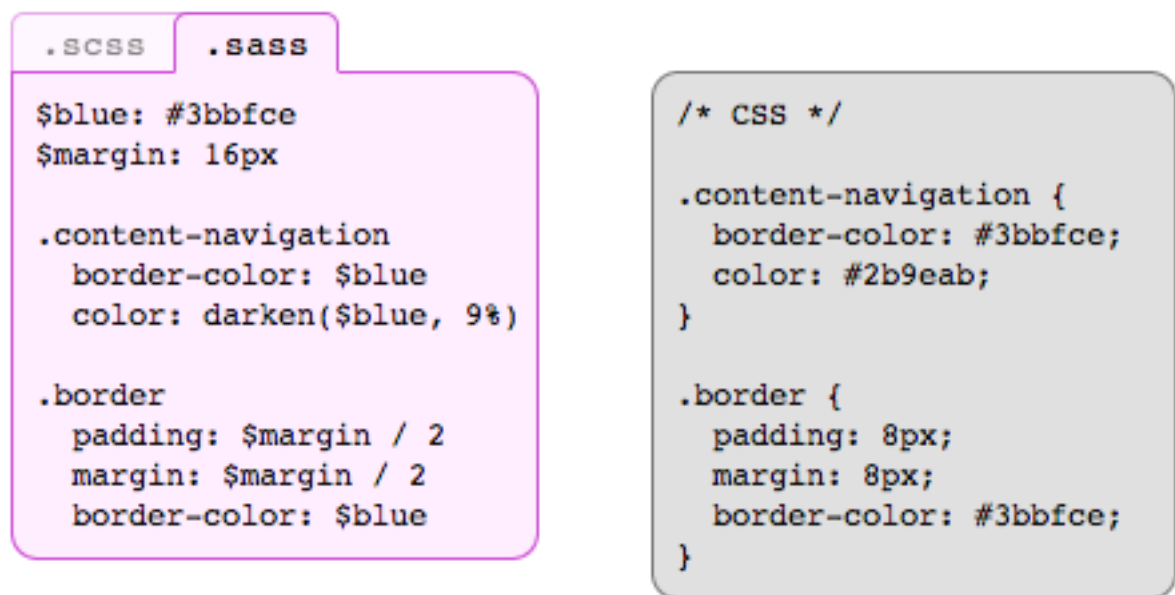 .scss .sass
$blue: #3bbfce
$margin: 16px
.content-navigation
  border-color: $blue
  color: darken($blue, 9%)
.border
  padding: $margin / 2
  margin: $margin / 2
  border-color: $blue
/* CSS */
.content-navigation {
  border-color: #3bbfce;
  color: #2b9eab;
}
.border {
  padding: 8px;
  margin: 8px;
  border-color: #3bbfce;
}